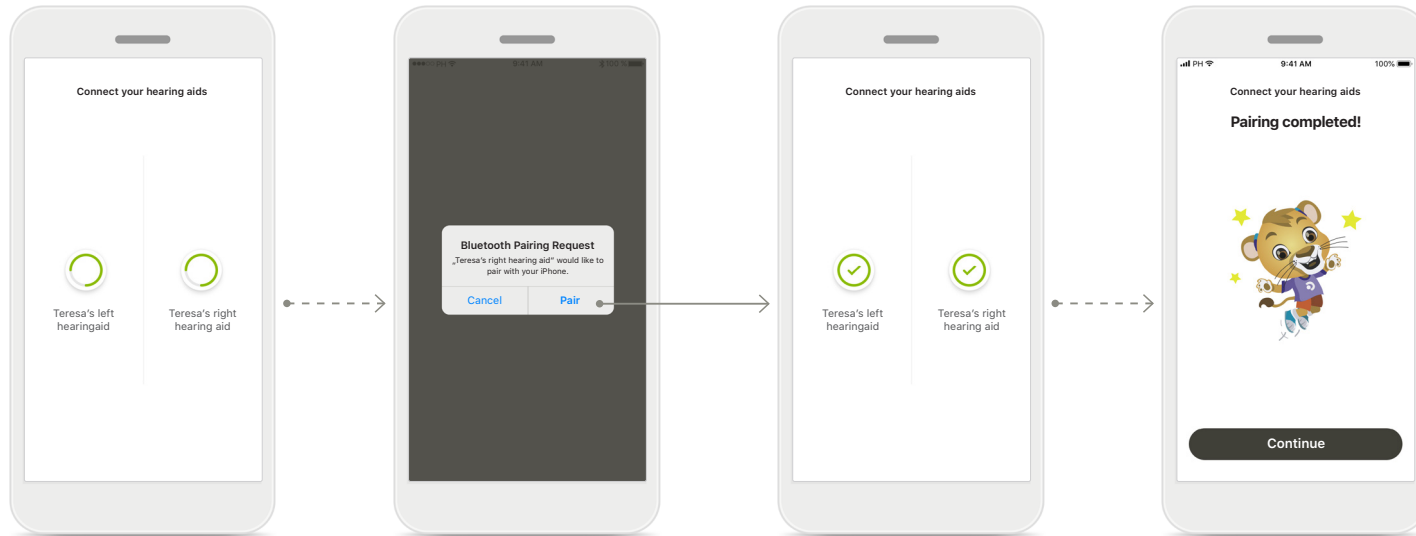 Connect your hearing aids
Teresa's left
hearingaid
Teresa's right
hearing aid
PH
9:41 AM
100 %
Bluetooth Pairing Request
„Teresa's right hearing aid“ would like to
pair with your iPhone.
Cancel
Pair
Connect your hearing aids
Teresa's left
hearingaid
Teresa's right
hearing aid
PH
9:41 AM
100%
Connect your hearing aids
Pairing completed!
Continue